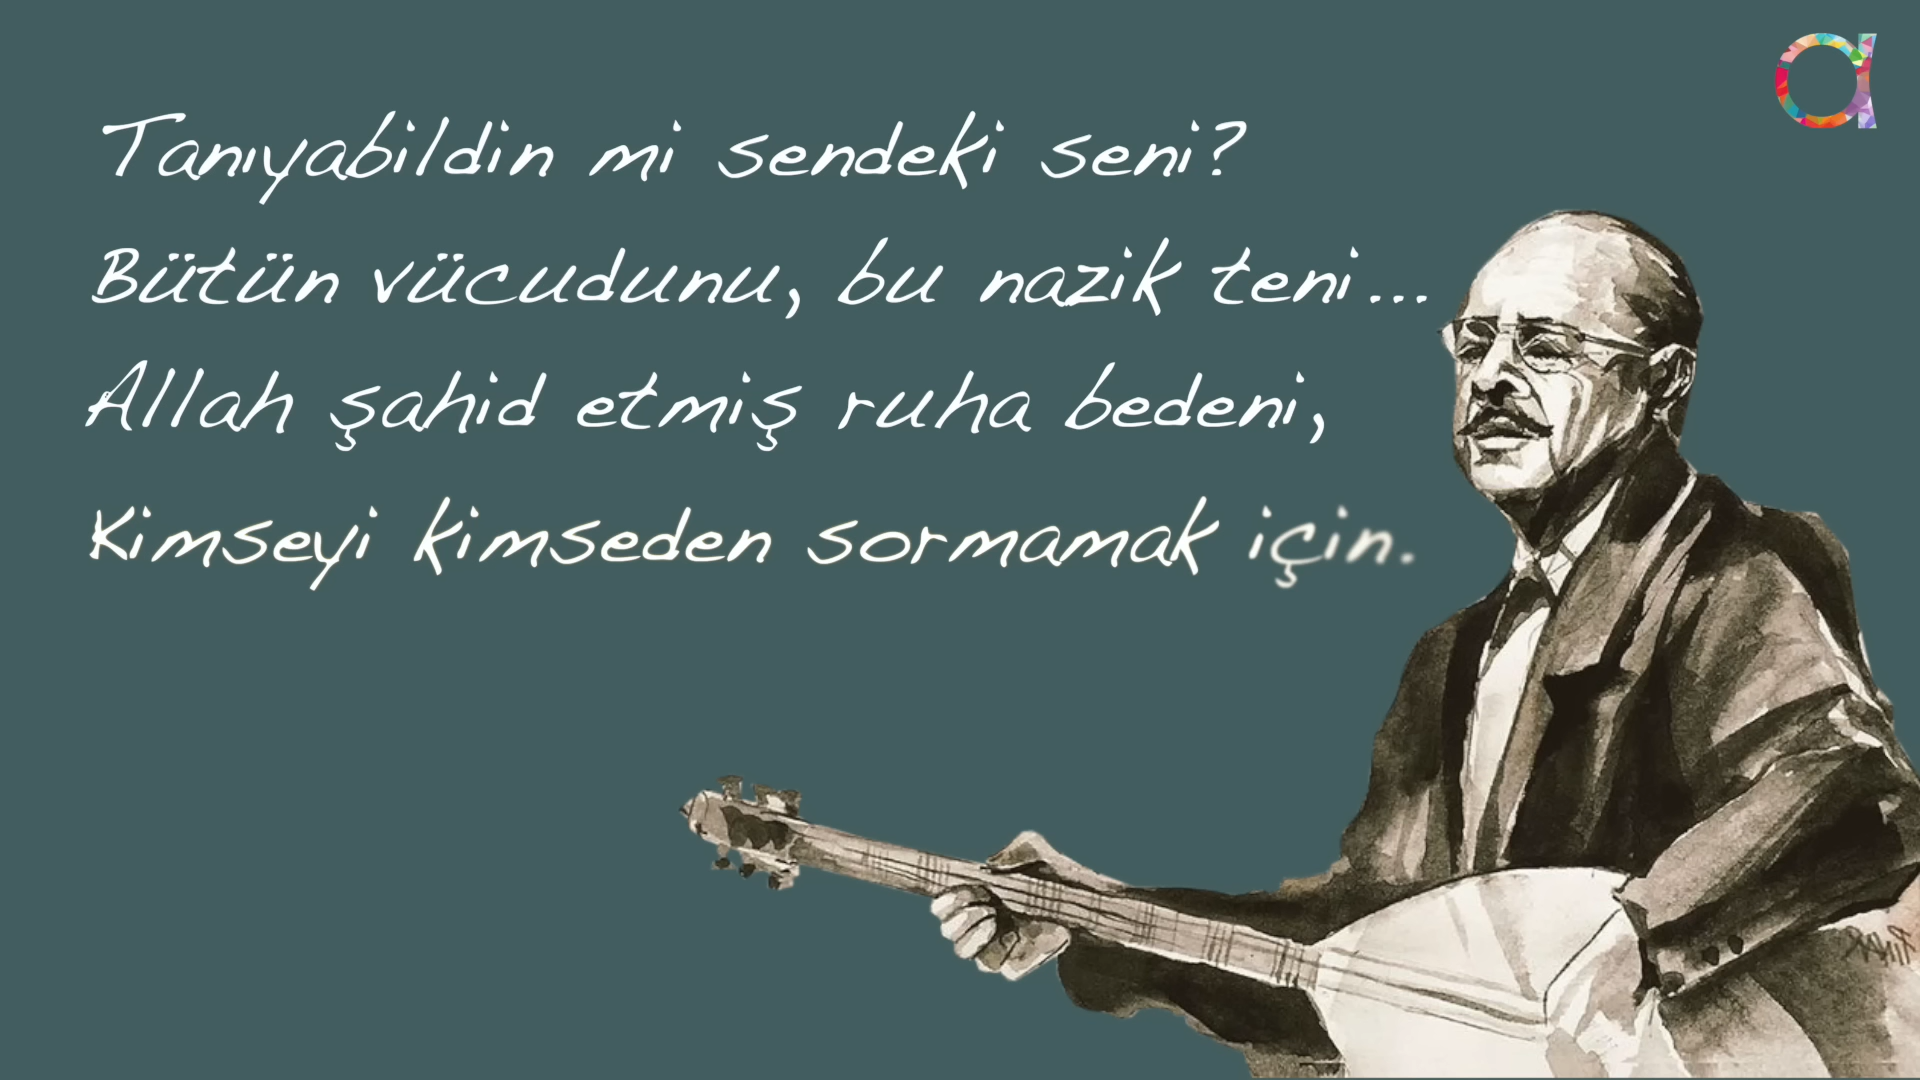 Tanıyabildin mi sendeki seni?
Bütün vücudunu, bu nazik teni...
Allah şahid etmiş ruha bedeni,
Kimseyi kimseden sormamak için.